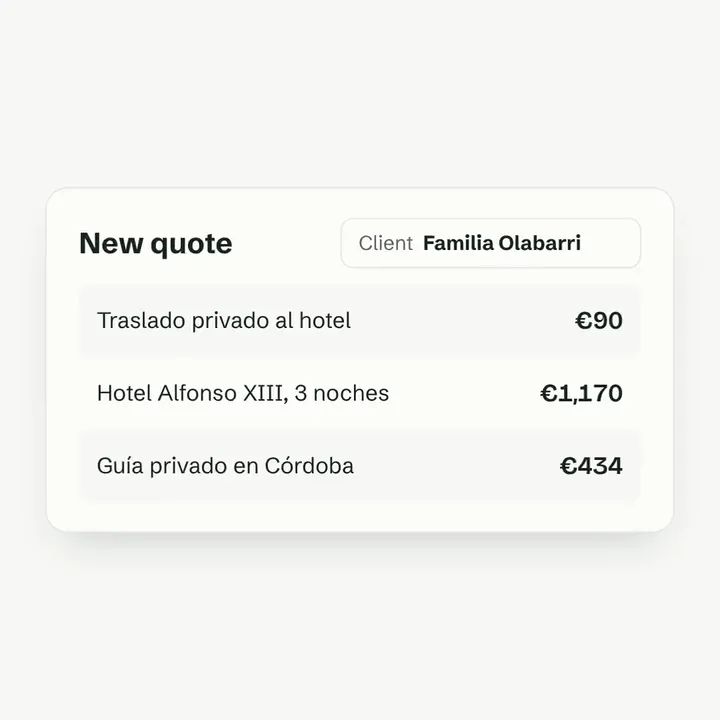 New quote
Client Familia Olabarri
Traslado privado al hotel €90
Hotel Alfonso XIII, 3 noches €1,170
Guía privado en Córdoba €434